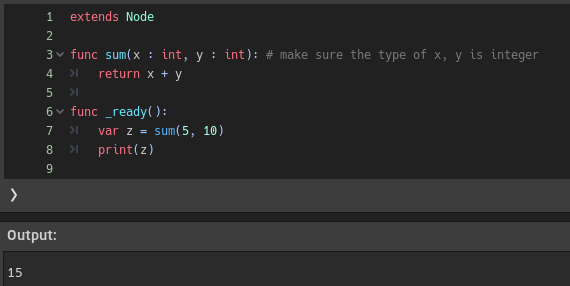 1 extends Node
2
3 func sum(x : int, y : int): # make sure the type of x, y is integer
4 return x + y
5
6 func _ready():
7 var z = sum(5, 10)
8 print(z)
9
Output:
15